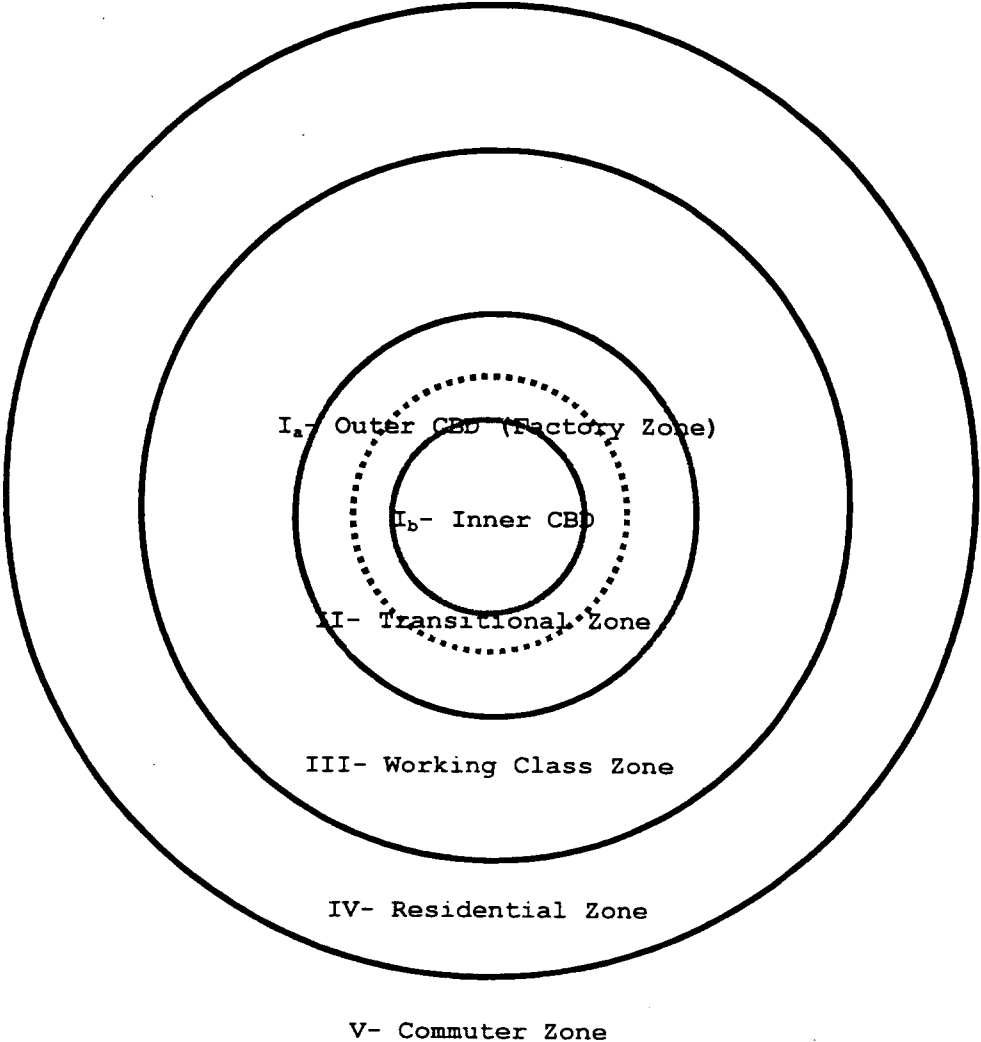 Iₐ- Outer CBD (Factory Zone)
I_b- Inner CBD
II- Transitional Zone
III- Working Class Zone
IV- Residential Zone
V- Commuter Zone